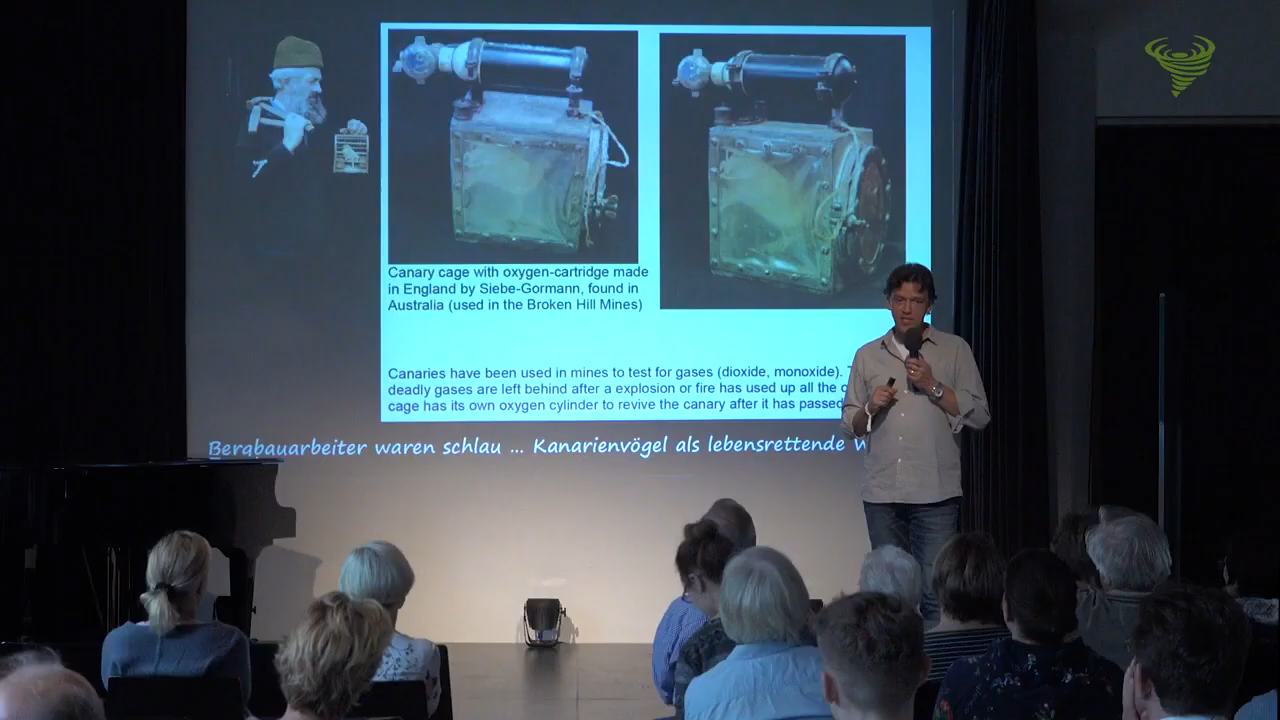 Canary cage with oxygen-cartridge made
in England by Siebe-Gormann, found in
Australia (used in the Broken Hill Mines)
Canaries have been used in mines to test for gases (dioxide, monoxide).
deadly gases are left behind after a explosion or fire has used up all the
cage has its own oxygen cylinder to revive the canary after it has passed
Bergbauarbeiter waren schlau ... Kanarienvögel als lebensrettende